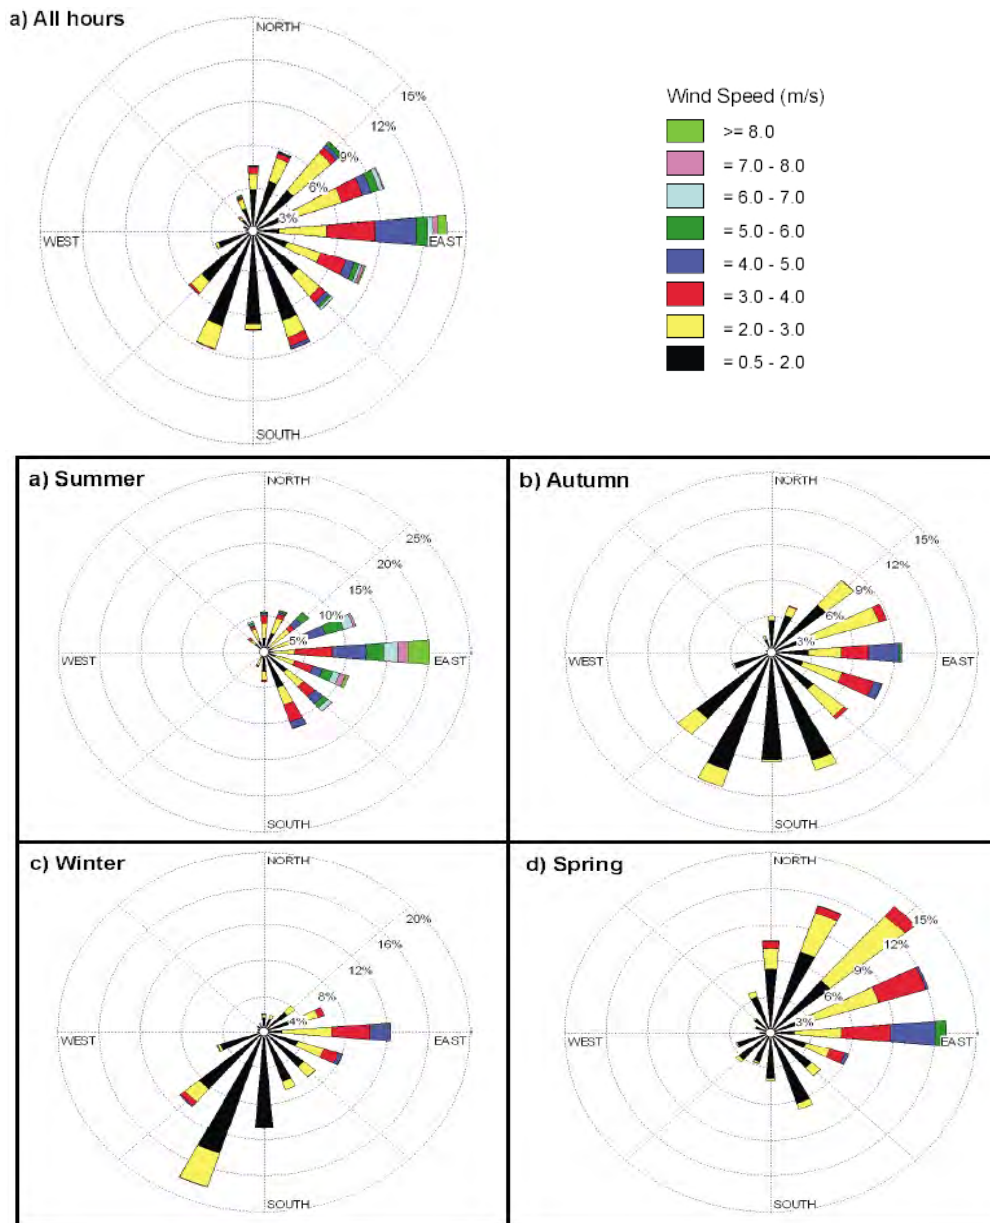 a) All hours
NORTH
15%
12%
9%
6%
3%
WEST
EAST
SOUTH
Wind Speed (m/s)
>= 8.0
= 7.0 - 8.0
= 6.0 - 7.0
= 5.0 - 6.0
= 4.0 - 5.0
= 3.0 - 4.0
= 2.0 - 3.0
= 0.5 - 2.0
a) Summer
NORTH
25%
20%
15%
10%
5%
WEST
EAST
SOUTH
b) Autumn
NORTH
15%
12%
9%
6%
3%
WEST
EAST
SOUTH
c) Winter
NORTH
20%
16%
12%
8%
4%
WEST
EAST
SOUTH
d) Spring
NORTH
15%
12%
9%
6%
3%
WEST
EAST
SOUTH